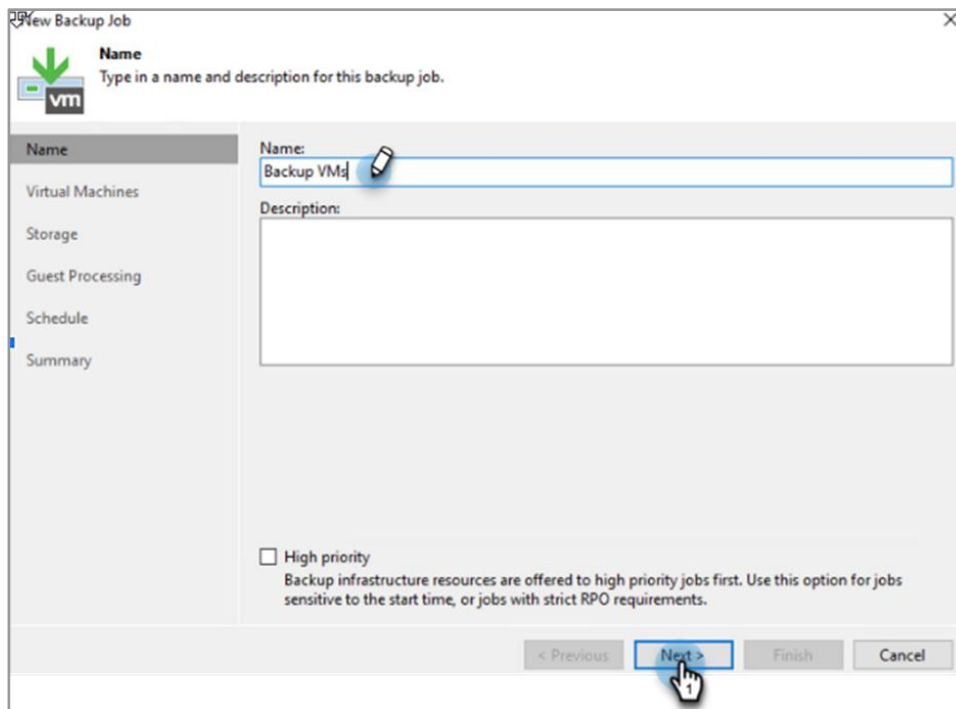 New Backup Job
Name
Type in a name and description for this backup job.
vm
Name
Virtual Machines
Storage
Guest Processing
Schedule
Summary
Name:
Backup VMs
Description:
High priority
Backup infrastructure resources are offered to high priority jobs first. Use this option for jobs
sensitive to the start time, or jobs with strict RPO requirements.
< Previous Next > Finish Cancel
1